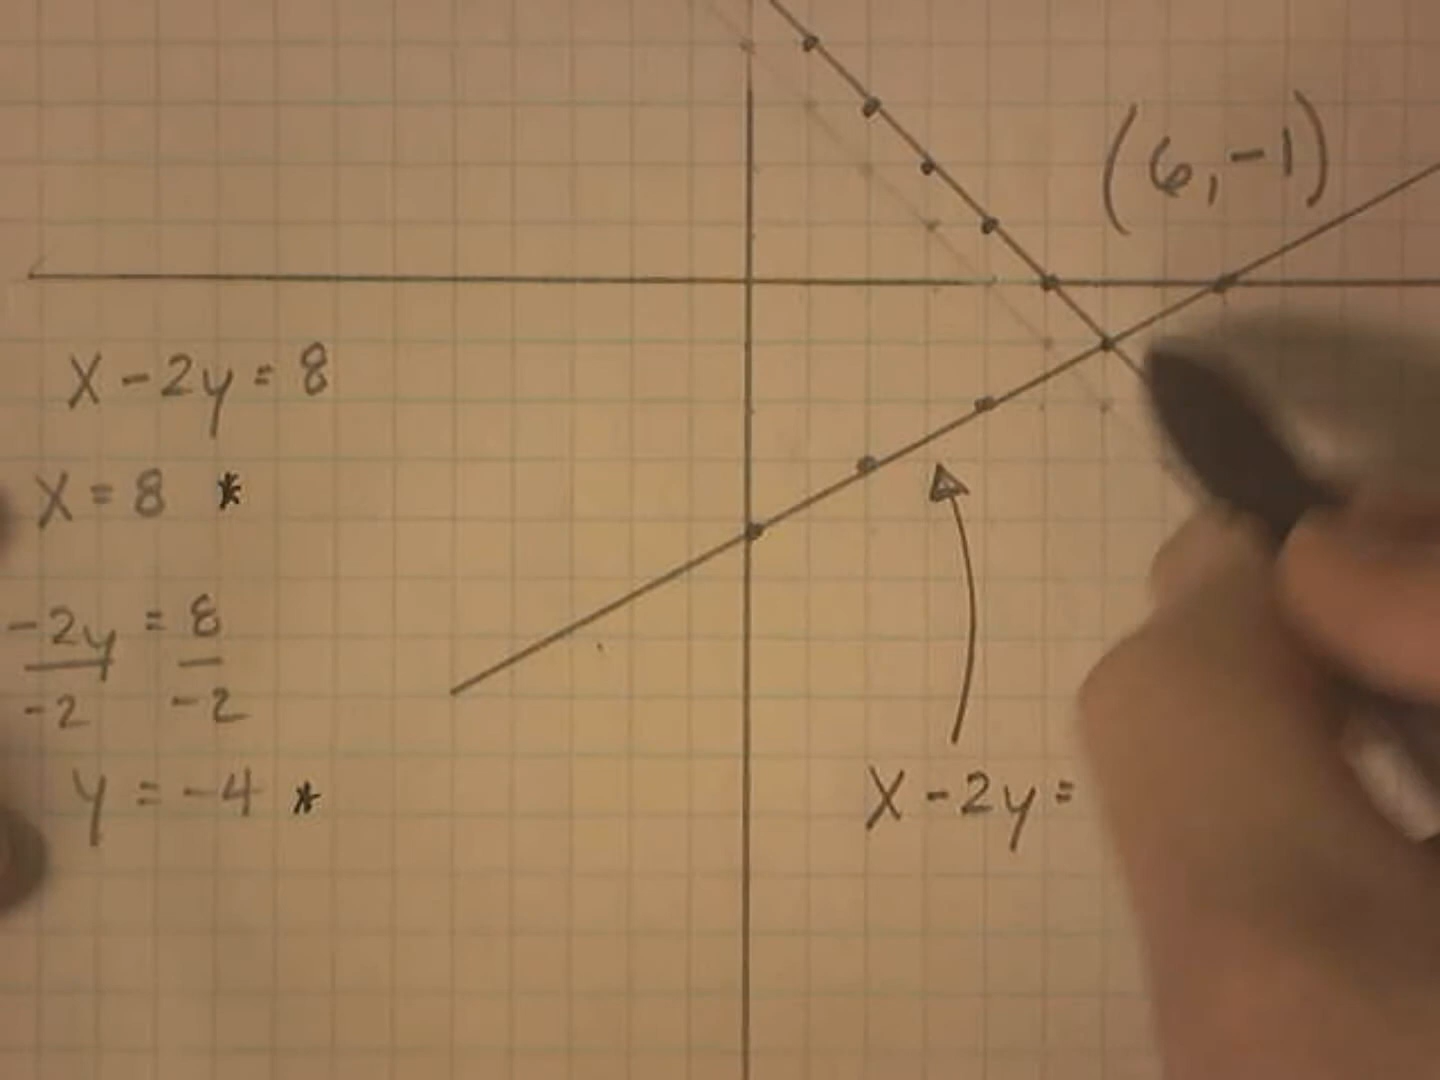 (6,-1)
X - 2y = 8
X = 8 *
-2y = 8
-2 -2
y = -4 *
X - 2y =